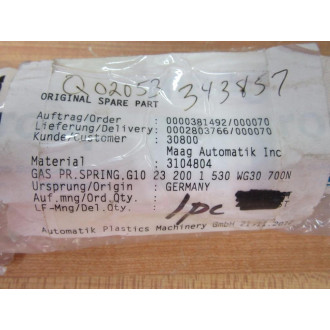 Q02053 343857
ORIGINAL SPARE PART
Auftrag/Order : 0000381492/000070
Lieferung/Delivery: 0002803766/000070
Kunde/Customer : 30800
Maag Automatik Inc
Material : 3104804
GAS PR.SPRING,G10 23 200 1 530 WG30 700N
Ursprung/Origin : GERMANY
Auf.mng/Ord.Qty. :
LF-Mng/Del.Qty. : 1pc
Automatik Plastics Machinery GmbH